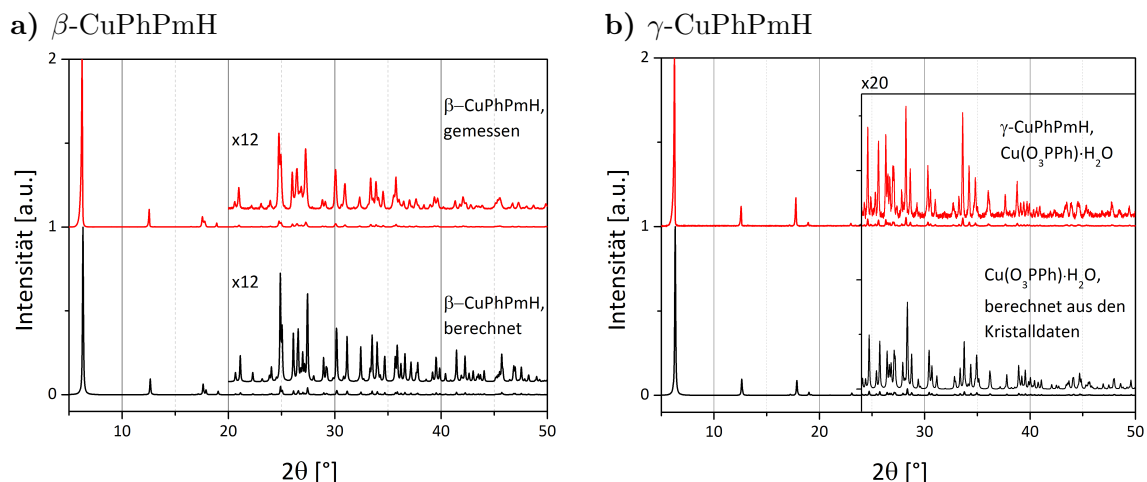 a) β-CuPhPmH
2
1
0
Intensität [a.u.]
x12
β–CuPhPmH,
gemessen
x12
β–CuPhPmH,
berechnet
10 20 30 40 50
2θ [°]
b) γ-CuPhPmH
2
1
0
Intensität [a.u.]
x20
γ-CuPhPmH,
Cu(O₃PPh)·H₂O
Cu(O₃PPh)·H₂O,
berechnet aus den
Kristalldaten
10 20 30 40 50
2θ [°]